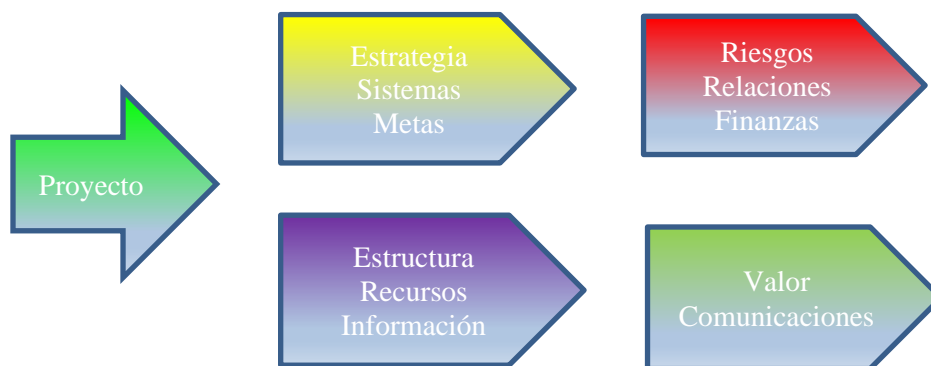 Proyecto
Estrategia
Sistemas
Metas
Riesgos
Relaciones
Finanzas
Estructura
Recursos
Información
Valor
Comunicaciones